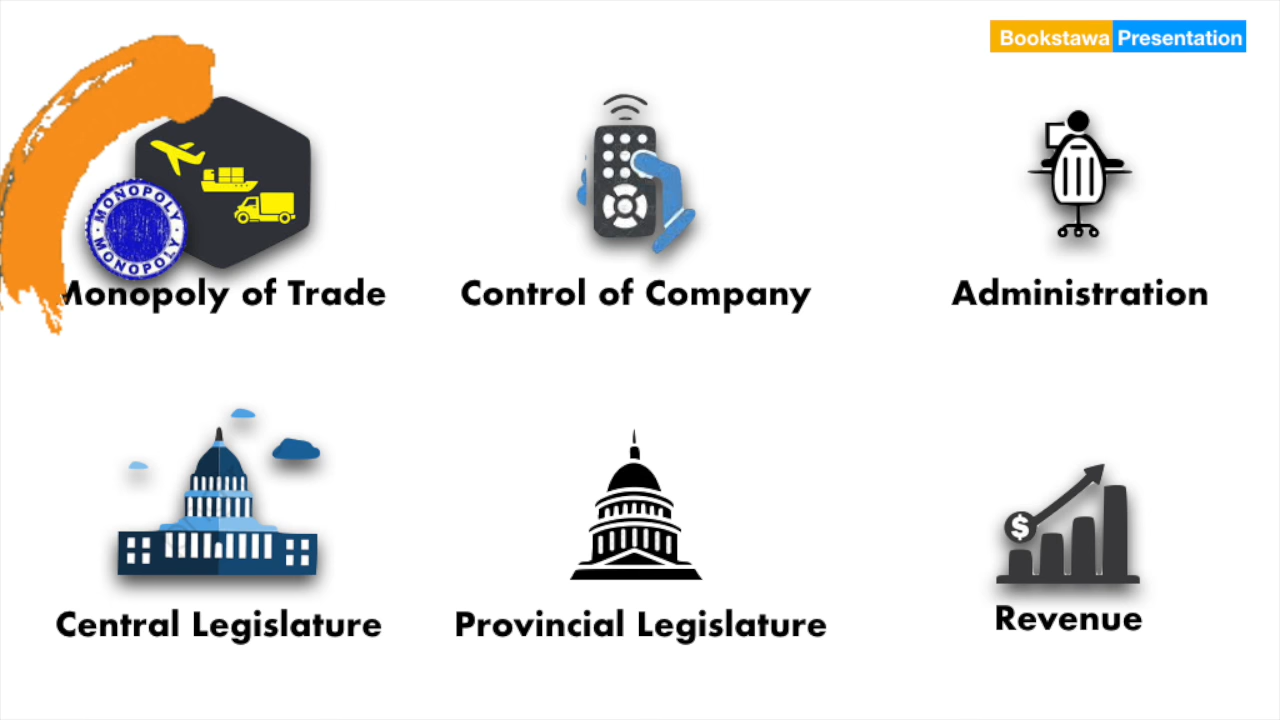 Bookstawa Presentation
MONOPOLY
MONOPOLY
Monopoly of Trade
Control of Company
Administration
$
Central Legislature
Provincial Legislature
Revenue